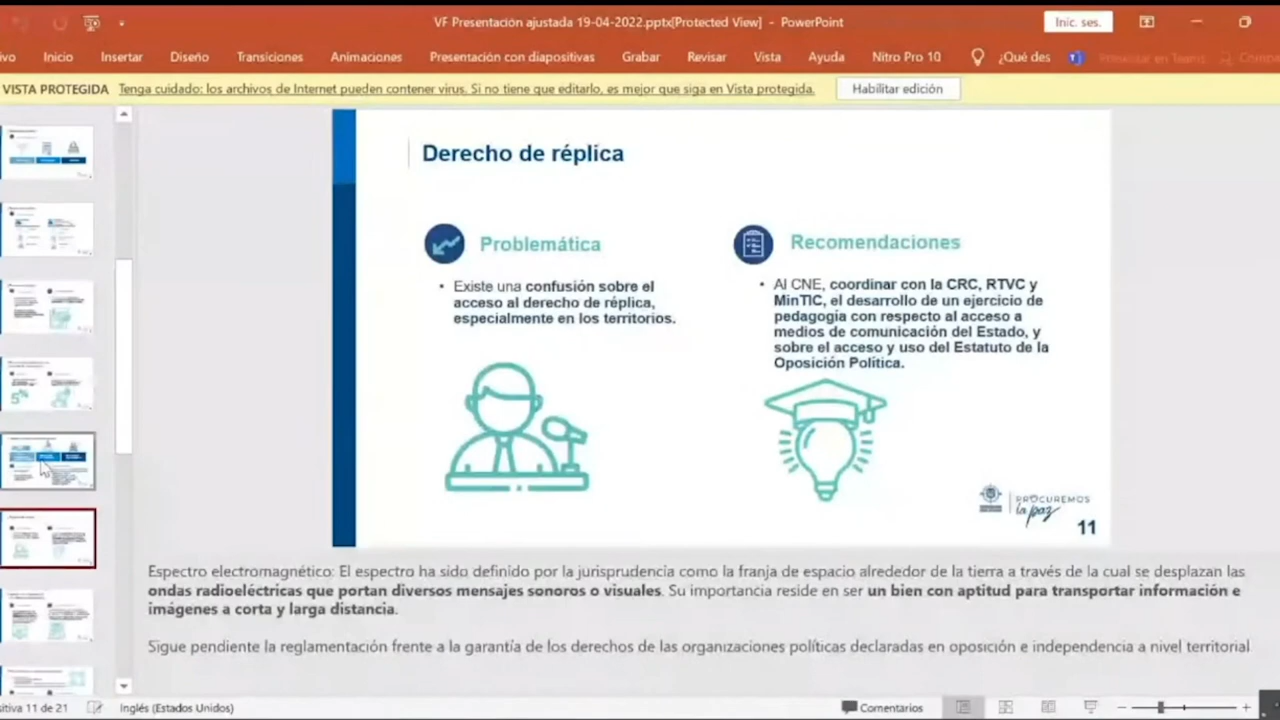 VF Presentación ajustada 19-04-2022.pptx[Protected View] - PowerPoint
Inic. ses.
ivo Inicio Insertar Diseño Transiciones Animaciones Presentación con diapositivas Grabar Revisar Vista Ayuda Nitro Pro 10 ¿Qué des Presentar en Teams Compa
VISTA PROTEGIDA Tenga cuidado: los archivos de Internet pueden contener virus. Si no tiene que editarlo, es mejor que siga en Vista protegida. Habilitar edición
Derecho de réplica
Problemática
• Existe una confusión sobre el
acceso al derecho de réplica,
especialmente en los territorios.
Recomendaciones
• Al CNE, coordinar con la CRC, RTVC y
MinTIC, el desarrollo de un ejercicio de
pedagogía con respecto al acceso a
medios de comunicación del Estado, y
sobre el acceso y uso del Estatuto de la
Oposición Política.
PROCUREMOS
la paz
11
Espectro electromagnético: El espectro ha sido definido por la jurisprudencia como la franja de espacio alrededor de la tierra a través de la cual se desplazan las
ondas radioeléctricas que portan diversos mensajes sonoros o visuales. Su importancia reside en ser un bien con aptitud para transportar información e
imágenes a corta y larga distancia.
Sigue pendiente la reglamentación frente a la garantía de los derechos de las organizaciones políticas declaradas en oposición e independencia a nivel territorial
sitiva 11 de 21 Inglés (Estados Unidos) Comentarios